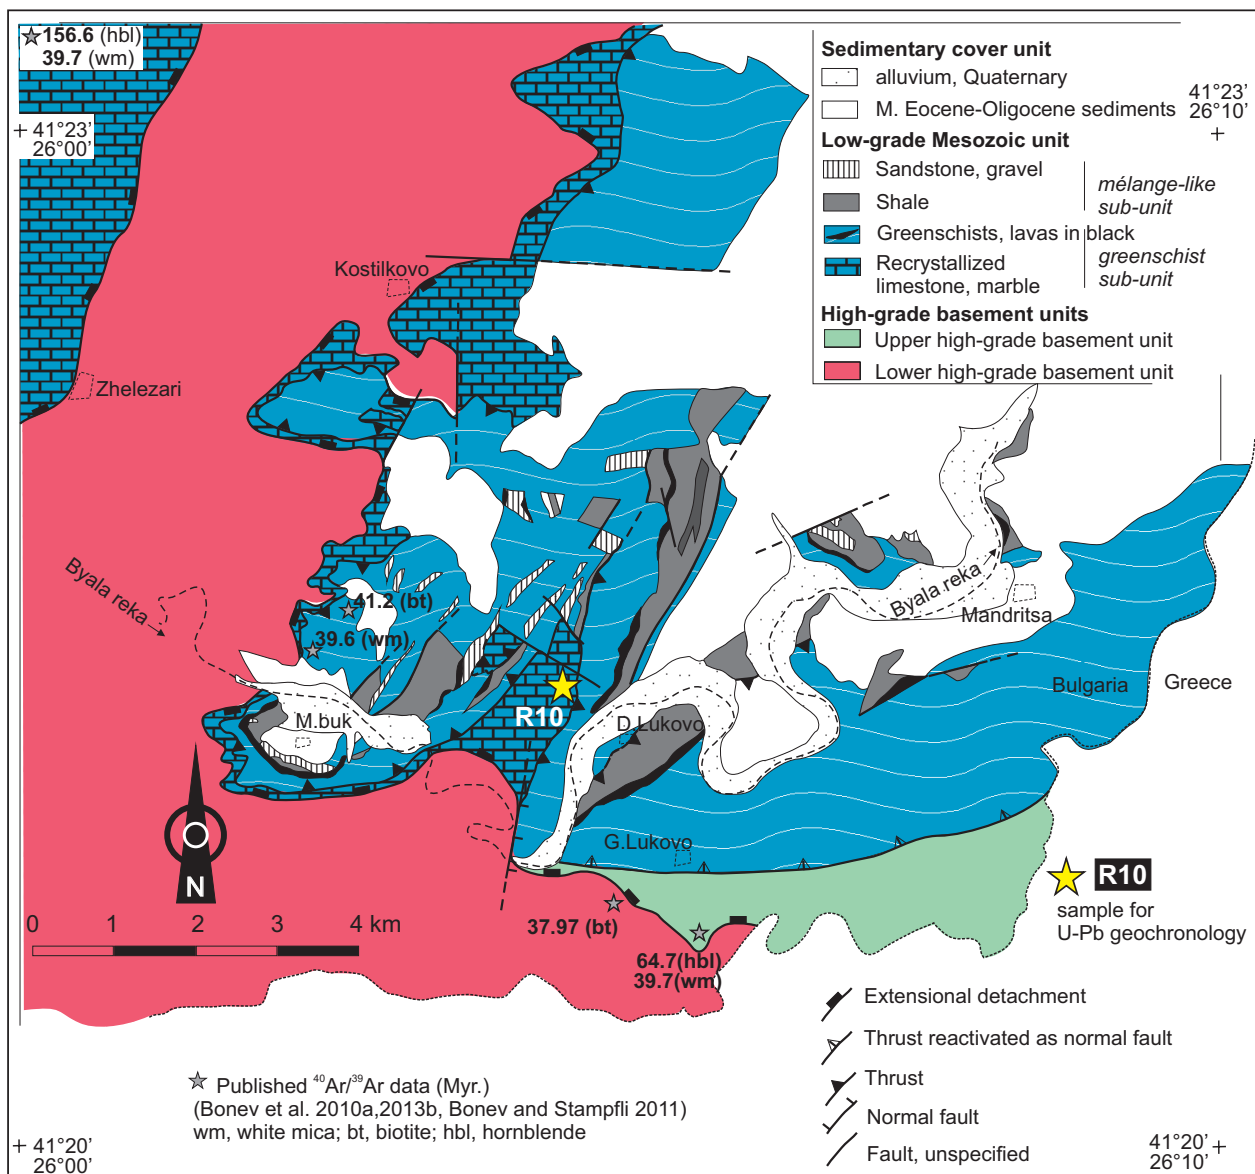 156.6 (hbl)
39.7 (wm)
41°23’
26°00’
Sedimentary cover unit
alluvium, Quaternary
M. Eocene-Oligocene sediments
Low-grade Mesozoic unit
Sandstone, gravel
Shale
mélange-like
sub-unit
Greenschists, lavas in black
Recrystallized
limestone, marble
greenschist
sub-unit
High-grade basement units
Upper high-grade basement unit
Lower high-grade basement unit
41°23’
26°10’
Kostilkovo
Zhelezari
Byala reka
41.2 (bt)
39.6 (wm)
M.buk
R10
D.Lukovo
Byala reka
Mandritsa
Bulgaria
Greece
G.Lukovo
N
0 1 2 3 4 km
37.97 (bt)
64.7(hbl)
39.7(wm)
R10
sample for
U-Pb geochronology
Extensional detachment
Thrust reactivated as normal fault
Thrust
Normal fault
Fault, unspecified
Published ⁴⁰Ar/³⁹Ar data (Myr.)
(Bonev et al. 2010a,2013b, Bonev and Stampfli 2011)
wm, white mica; bt, biotite; hbl, hornblende
41°20’
26°00’
41°20’
26°10’